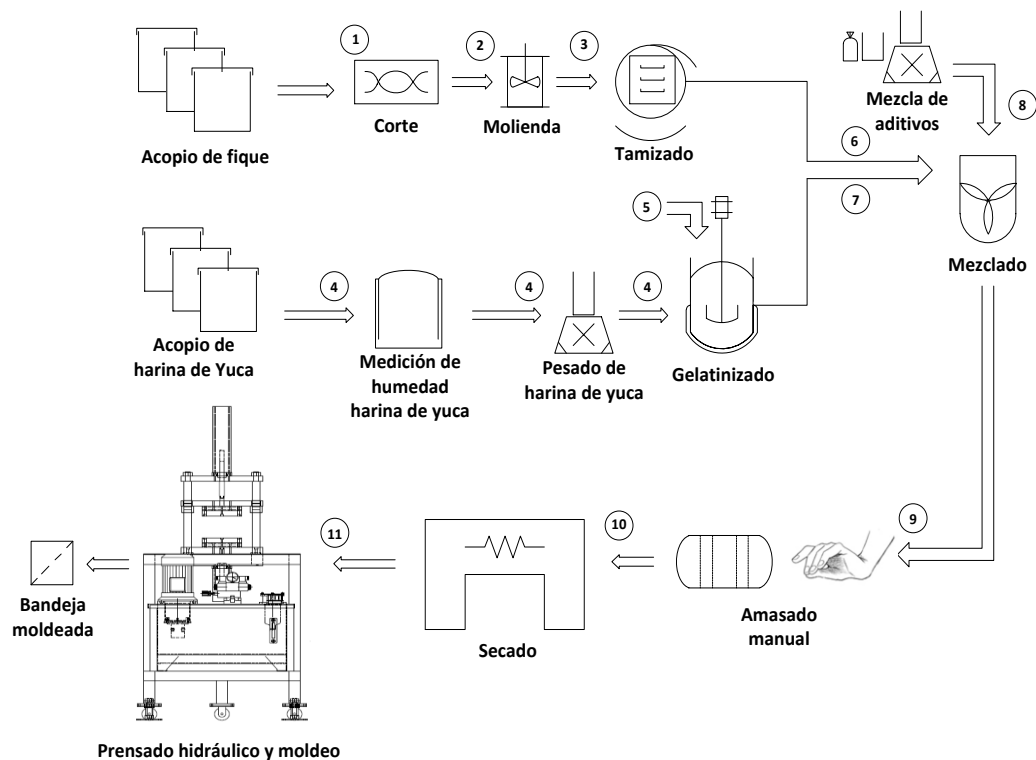 1
2
3
Corte
Molienda
Tamizado
Acopio de fique
Mezcla de
aditivos
8
6
7
Mezclado
5
4
4
4
Acopio de
harina de Yuca
Medición de
humedad
harina de yuca
Pesado de
harina de yuca
Gelatinizado
9
10
11
Amasado
manual
Secado
Bandeja
moldeada
Prensado hidráulico y moldeo